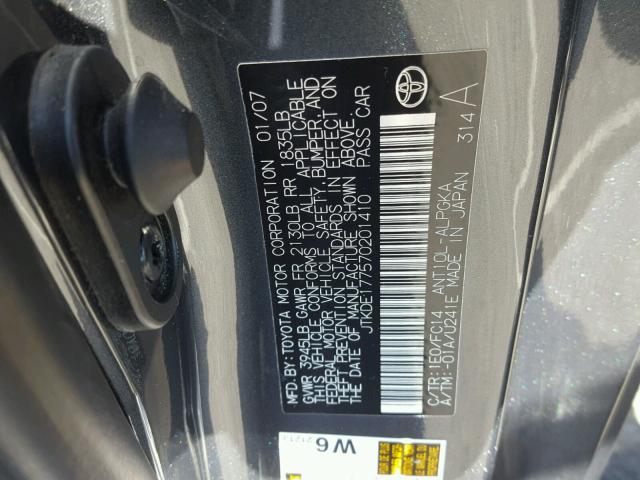 MFD.BY:TOYOTA MOTOR CORPORATION 01/07
GVWR 3945LB GAWR FR 2130LB RR 1835LB
THIS VEHICLE CONFORMS TO ALL APPLICABLE
FEDERAL MOTOR VEHICLE SAFETY, BUMPER, AND
THEFT PREVENTION STANDARDS IN EFFECT ON
THE DATE OF MANUFACTURE SHOWN ABOVE.
JTKDE177570201410 PASS CAR
C/TR:1E0/FC14 ANT10L-ALPGKA
A/TM:-01A/U241E MADE IN JAPAN 314 A
W6